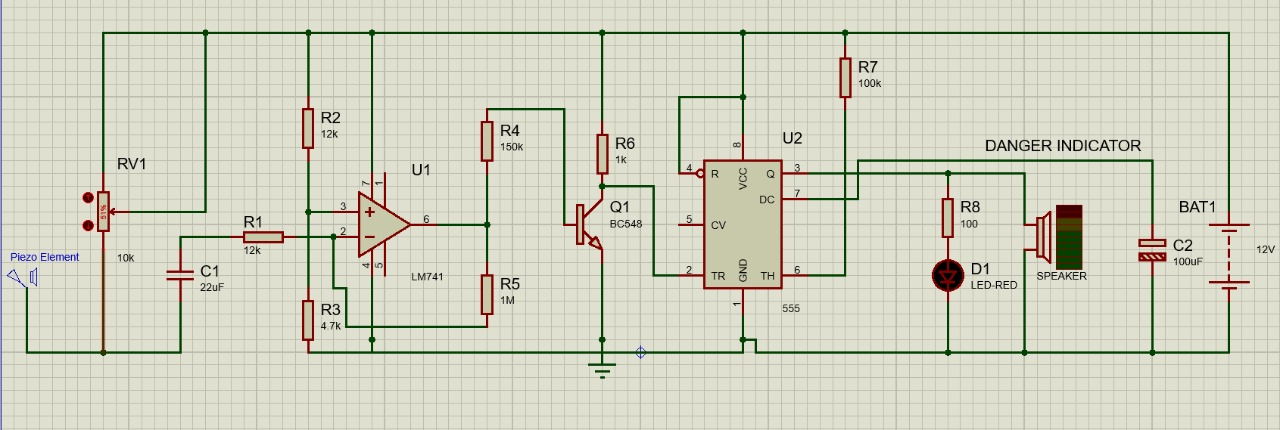 RV1
51%
10k
Piezo Element
C1
22uF
R1
12k
R2
12k
R3
4.7k
U1
7
1
3
2
6
4
5
LM741
R4
150k
R5
1M
R6
1k
Q1
BC548
U2
8
4
R
VCC
Q
3
DC
7
5
CV
2
TR
GND
TH
6
1
555
R7
100k
DANGER INDICATOR
R8
100
D1
LED-RED
SPEAKER
C2
100uF
BAT1
12V